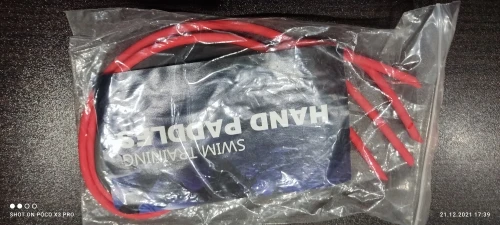 SWIM TRAINING
HAND PADDLES
SHOT ON POCO X3 PRO
21.12.2021 17:39